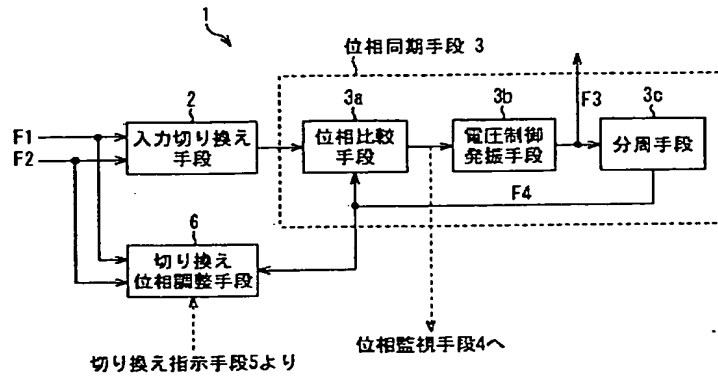 1
位相同期手段 3
2
3a
3b
F3
3c
F1
F2
入力切り換え
手段
位相比較
手段
電圧制御
発振手段
分周手段
F4
6
切り換え
位相調整手段
切り換え指示手段5より
位相監視手段4へ